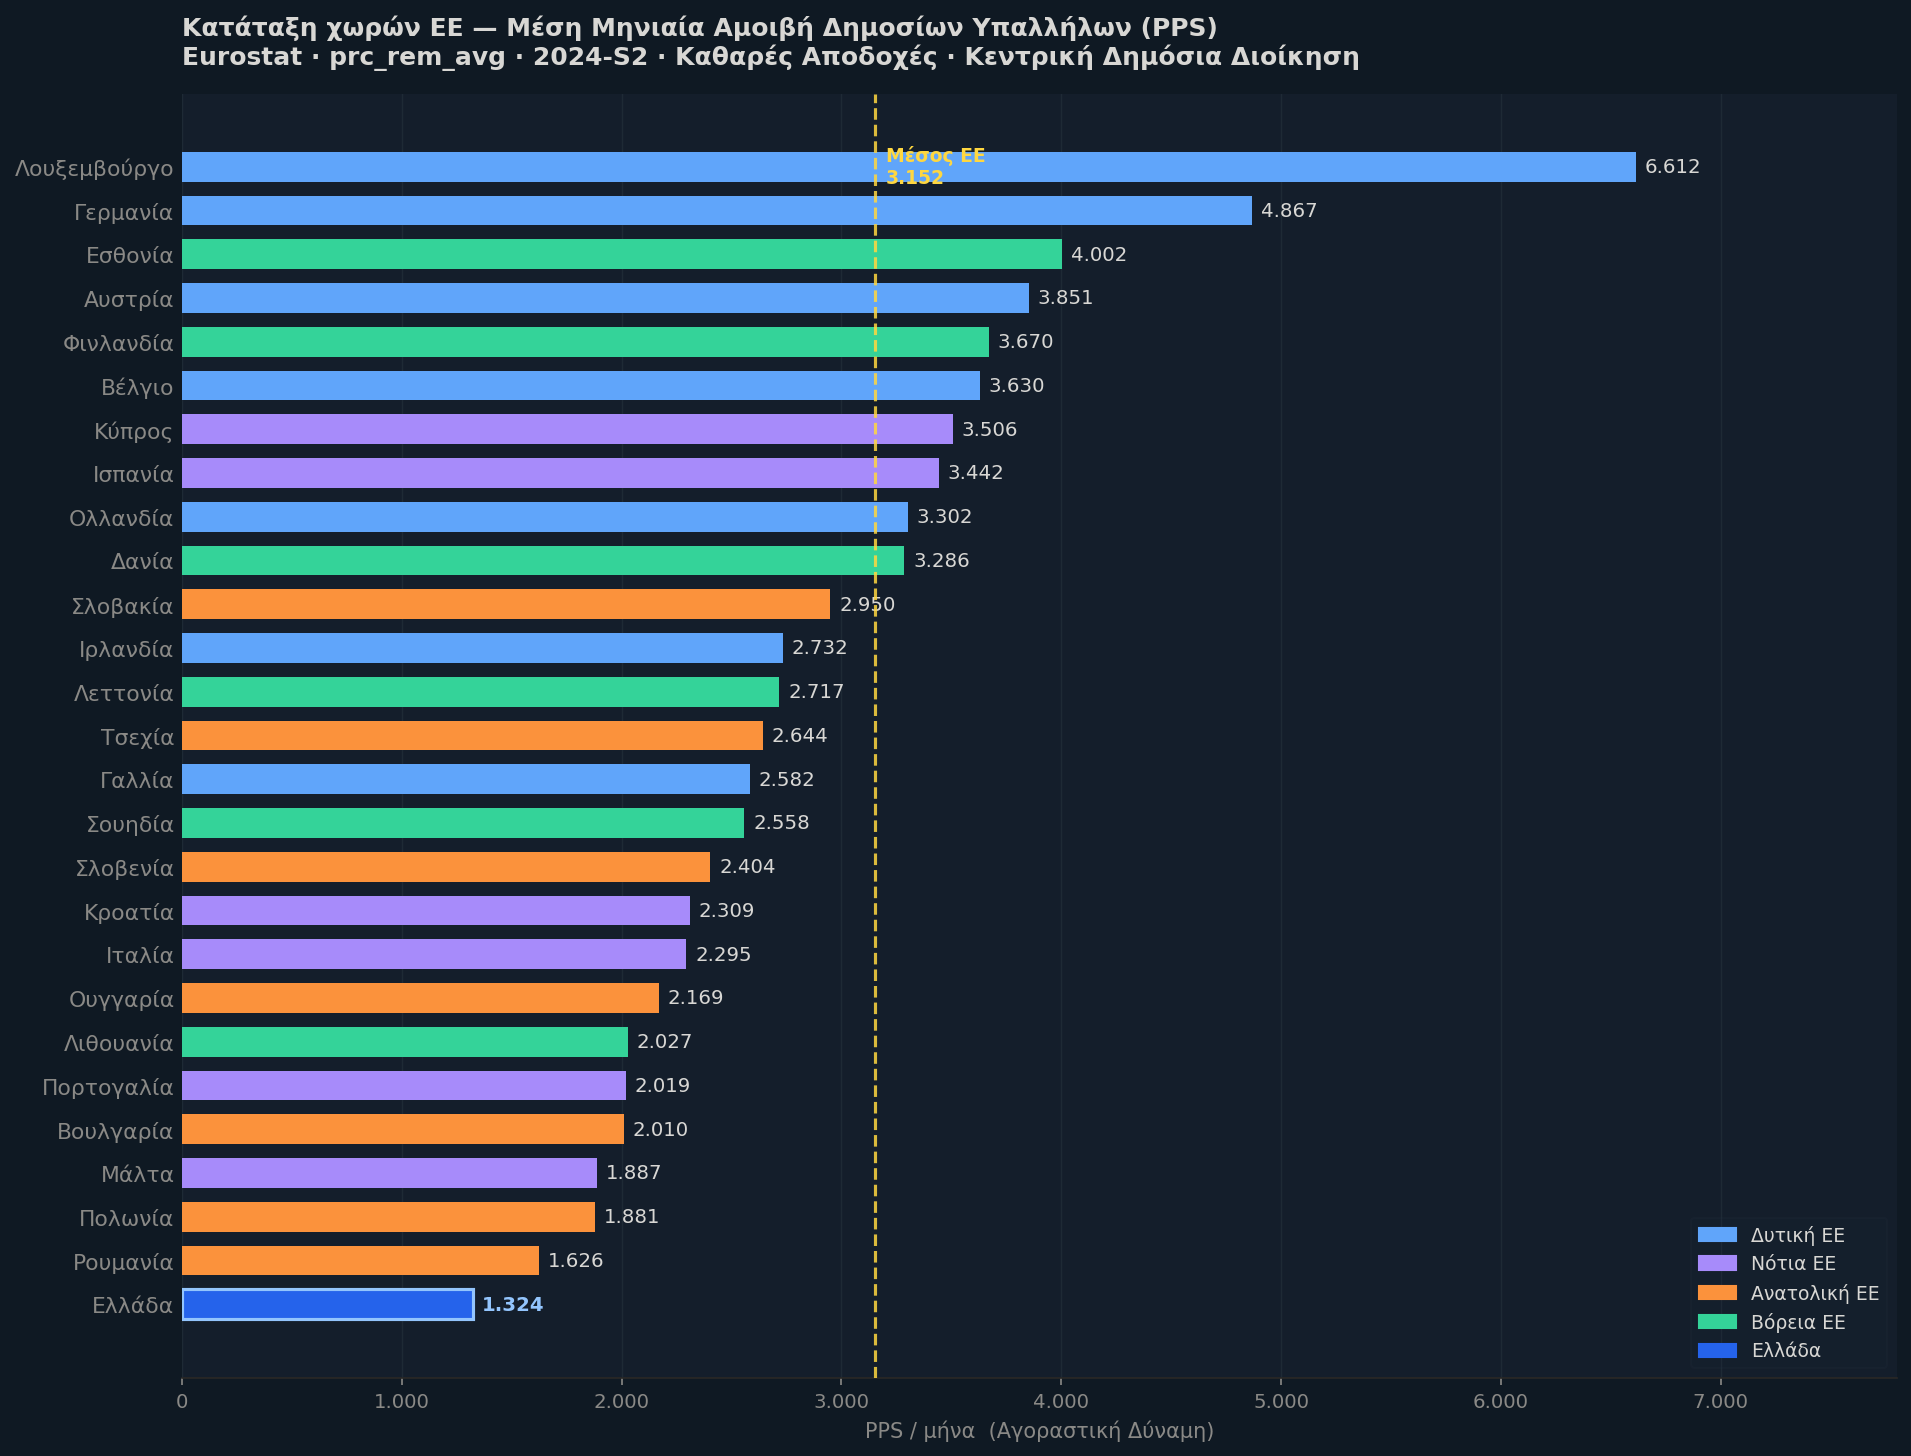 Κατάταξη χωρών ΕΕ — Μέση Μηνιαία Αμοιβή Δημοσίων Υπαλλήλων (PPS)
Eurostat · prc_rem_avg · 2024-S2 · Καθαρές Αποδοχές · Κεντρική Δημόσια Διοίκηση
Μέσος ΕΕ
3.152
Λουξεμβούργο 6.612
Γερμανία 4.867
Εσθονία 4.002
Αυστρία 3.851
Φινλανδία 3.670
Βέλγιο 3.630
Κύπρος 3.506
Ισπανία 3.442
Ολλανδία 3.302
Δανία 3.286
Σλοβακία 2.950
Ιρλανδία 2.732
Λεττονία 2.717
Τσεχία 2.644
Γαλλία 2.582
Σουηδία 2.558
Σλοβενία 2.404
Κροατία 2.309
Ιταλία 2.295
Ουγγαρία 2.169
Λιθουανία 2.027
Πορτογαλία 2.019
Βουλγαρία 2.010
Μάλτα 1.887
Πολωνία 1.881
Ρουμανία 1.626
Ελλάδα 1.324
Δυτική ΕΕ
Νότια ΕΕ
Ανατολική ΕΕ
Βόρεια ΕΕ
Ελλάδα
0 1.000 2.000 3.000 4.000 5.000 6.000 7.000
PPS / μήνα (Αγοραστική Δύναμη)